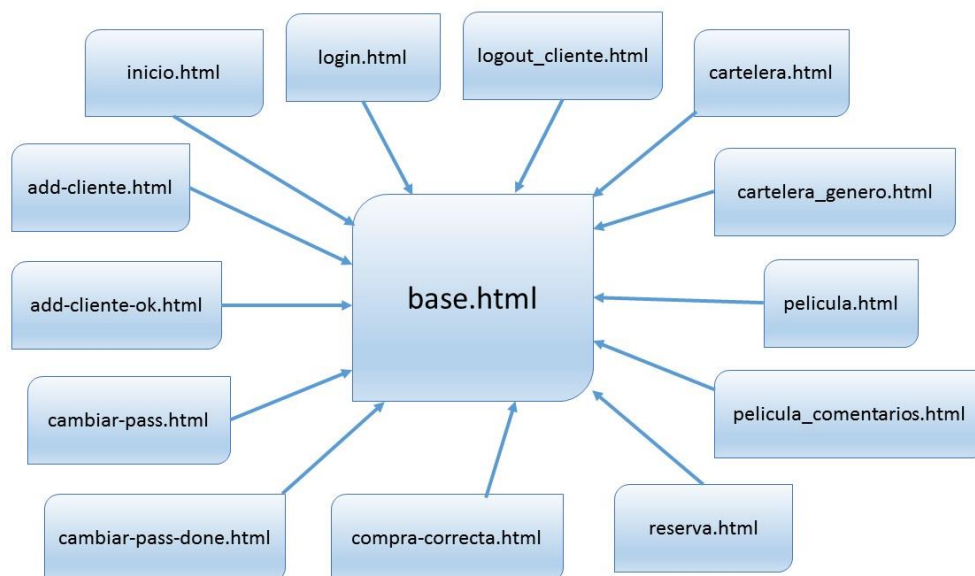 inicio.html
login.html
logout_cliente.html
cartelera.html
add-cliente.html
cartelera_genero.html
add-cliente-ok.html
base.html
pelicula.html
cambiar-pass.html
pelicula_comentarios.html
cambiar-pass-done.html
compra-correcta.html
reserva.html